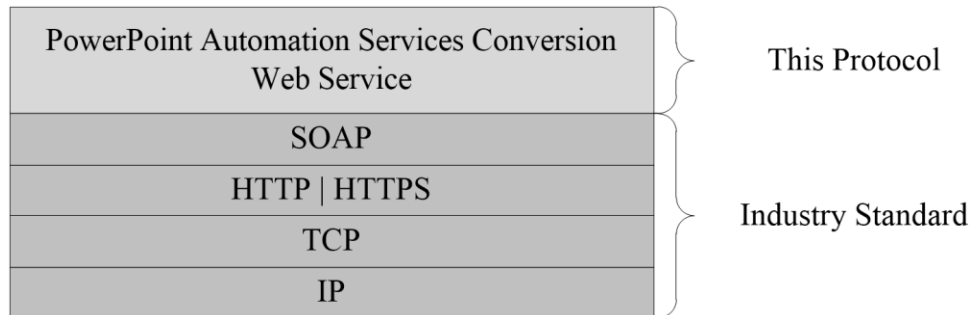 PowerPoint Automation Services Conversion
Web Service
This Protocol
SOAP
HTTP | HTTPS
TCP
IP
Industry Standard